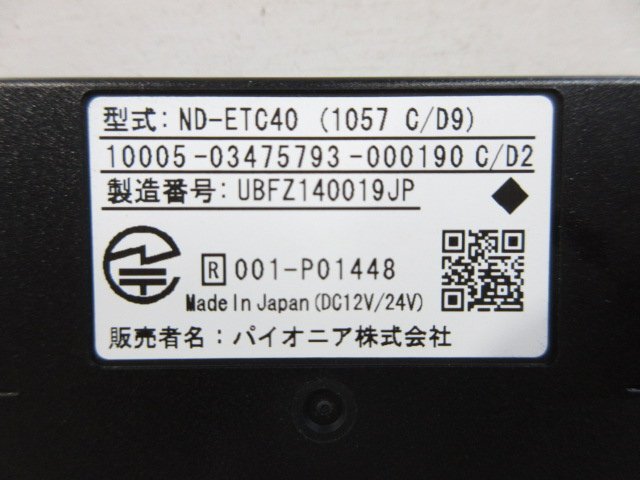 型式: ND-ETC40 (1057 C/D9)
10005-03475793-000190 C/D2
製造番号: UBFZ140019JP
R 001-P01448
Made In Japan (DC12V/24V)
販売者名：パイオニア株式会社